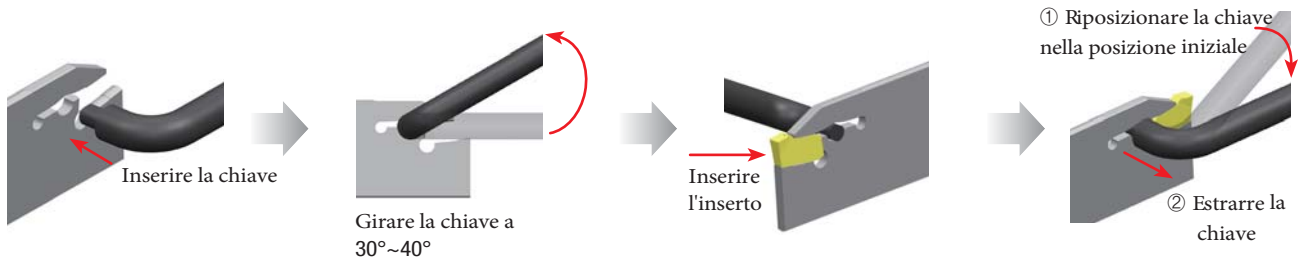 Inserire la chiave
Girare la chiave a
30°~40°
Inserire
l'inserto
① Riposizionare la chiave
nella posizione iniziale
② Estrarre la
chiave